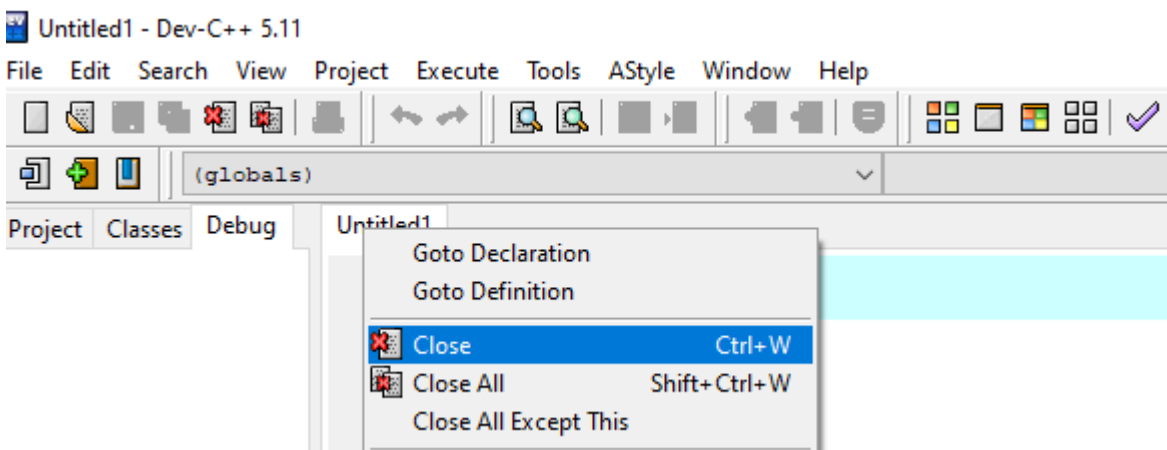 Untitled1 - Dev-C++ 5.11
File Edit Search View Project Execute Tools AStyle Window Help
(globals)
Project Classes Debug Untitled1
Goto Declaration
Goto Definition
Close Ctrl+W
Close All Shift+Ctrl+W
Close All Except This